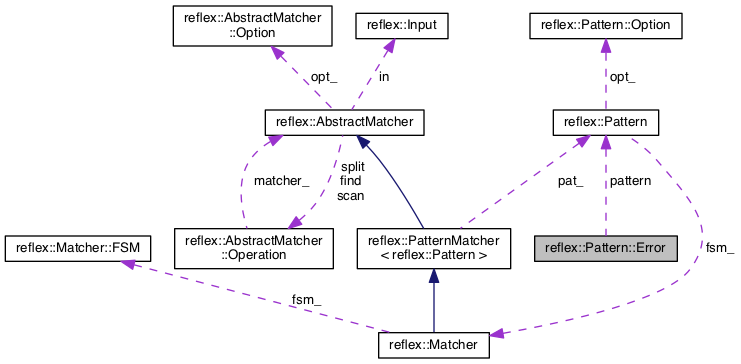 reflex::AbstractMatcher
::Option
reflex::Input
reflex::Pattern::Option
opt_
in
opt_
reflex::AbstractMatcher
reflex::Pattern
matcher_
split
find
scan
pat_
pattern
reflex::Matcher::FSM
reflex::AbstractMatcher
::Operation
reflex::PatternMatcher
< reflex::Pattern >
reflex::Pattern::Error
fsm_
fsm_
reflex::Matcher